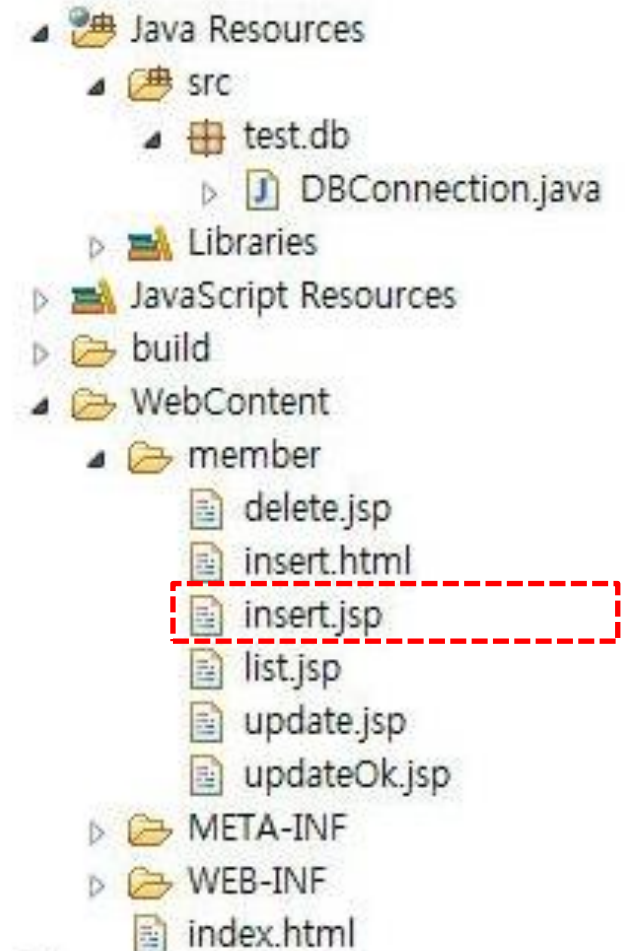 Java Resources
src
test.db
DBConnection.java
Libraries
JavaScript Resources
build
WebContent
member
delete.jsp
insert.html
insert.jsp
list.jsp
update.jsp
updateOk.jsp
META-INF
WEB-INF
index.html